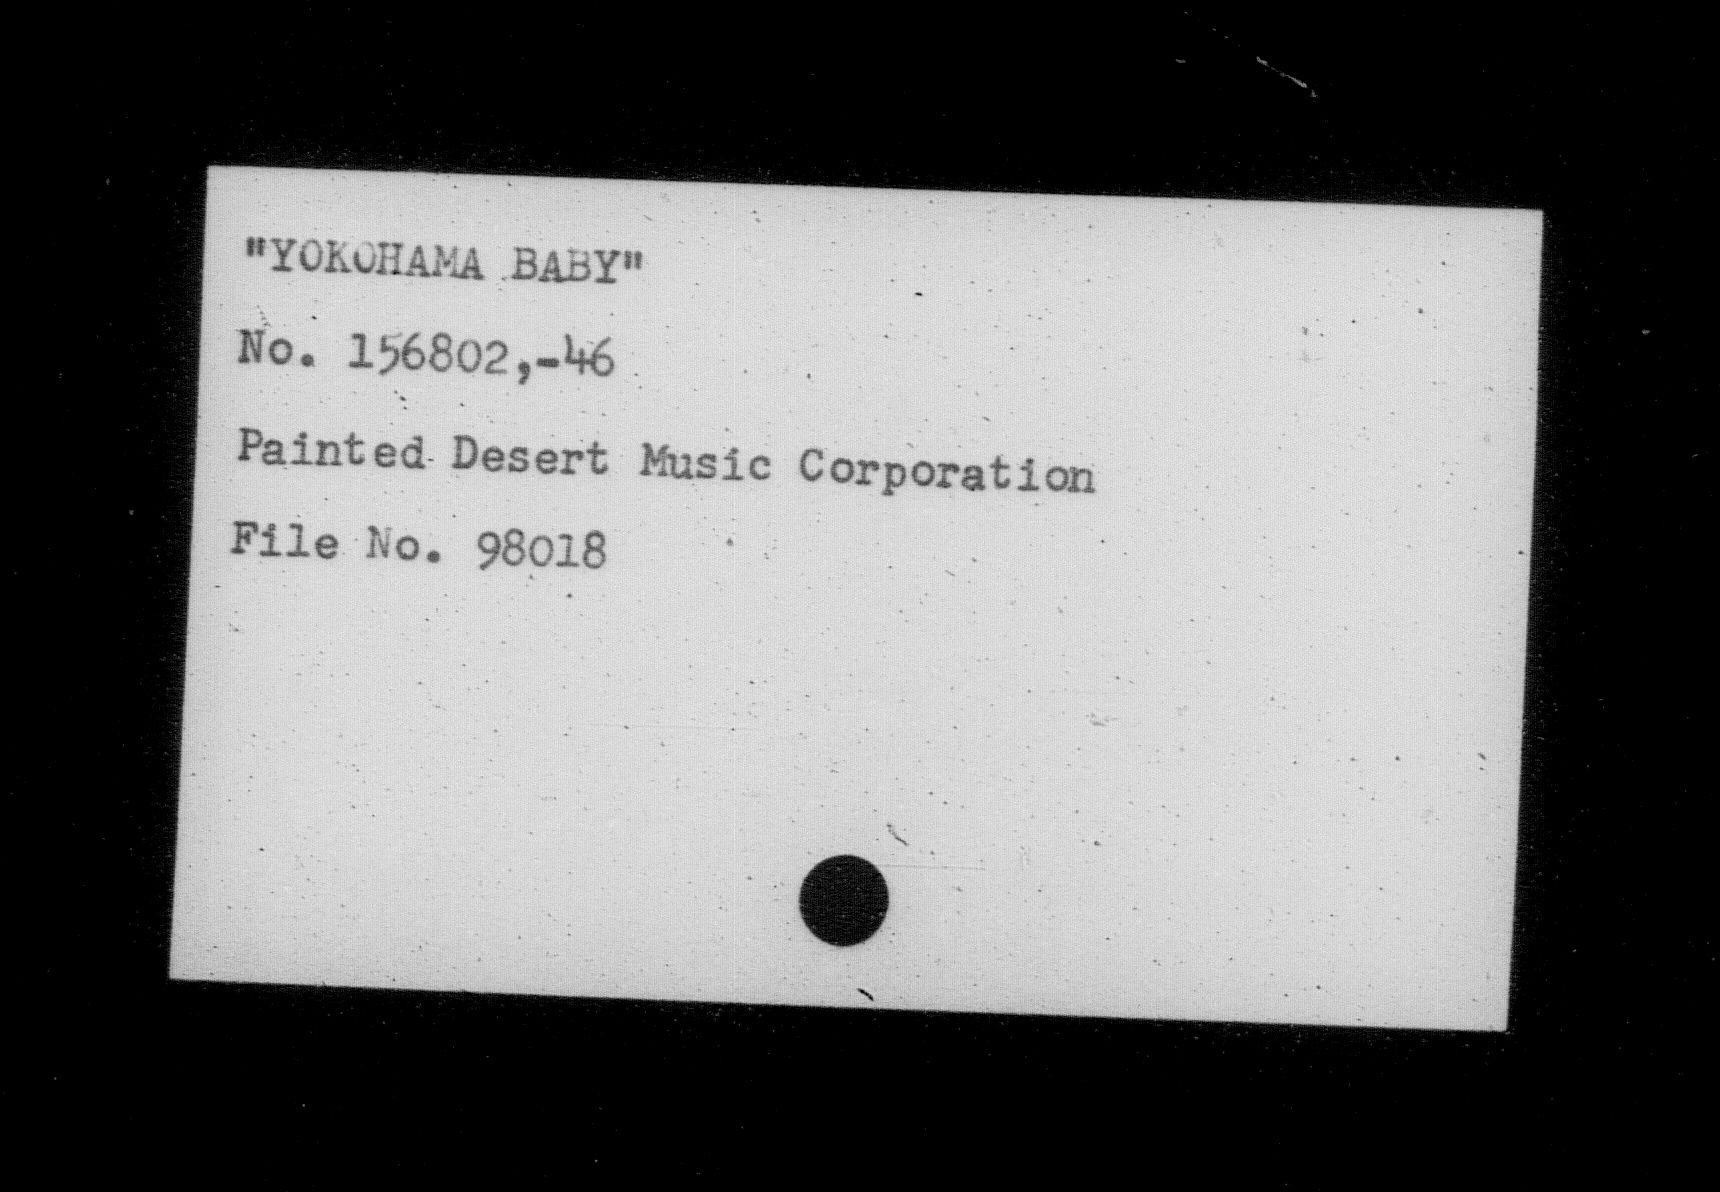 "YOKOHAMA BABY"
No. 156802,-46
Painted Desert Music Corporation
File No. 98018